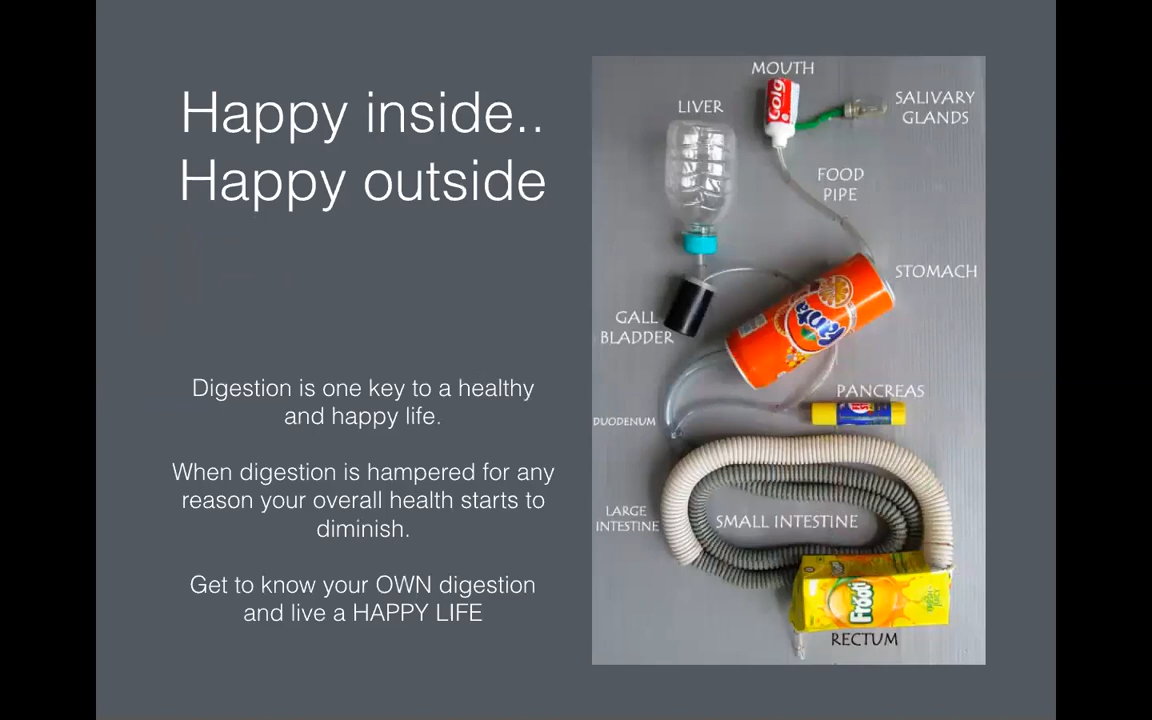 Happy inside..
Happy outside
Digestion is one key to a healthy
and happy life.
When digestion is hampered for any
reason your overall health starts to
diminish.
Get to know your OWN digestion
and live a HAPPY LIFE
MOUTH
Colg
SALIVARY
GLANDS
LIVER
FOOD
PIPE
STOMACH
Fanta
GALL
BLADDER
PANCREAS
DUODENUM
LARGE
INTESTINE
SMALL INTESTINE
Frooti
RECTUM